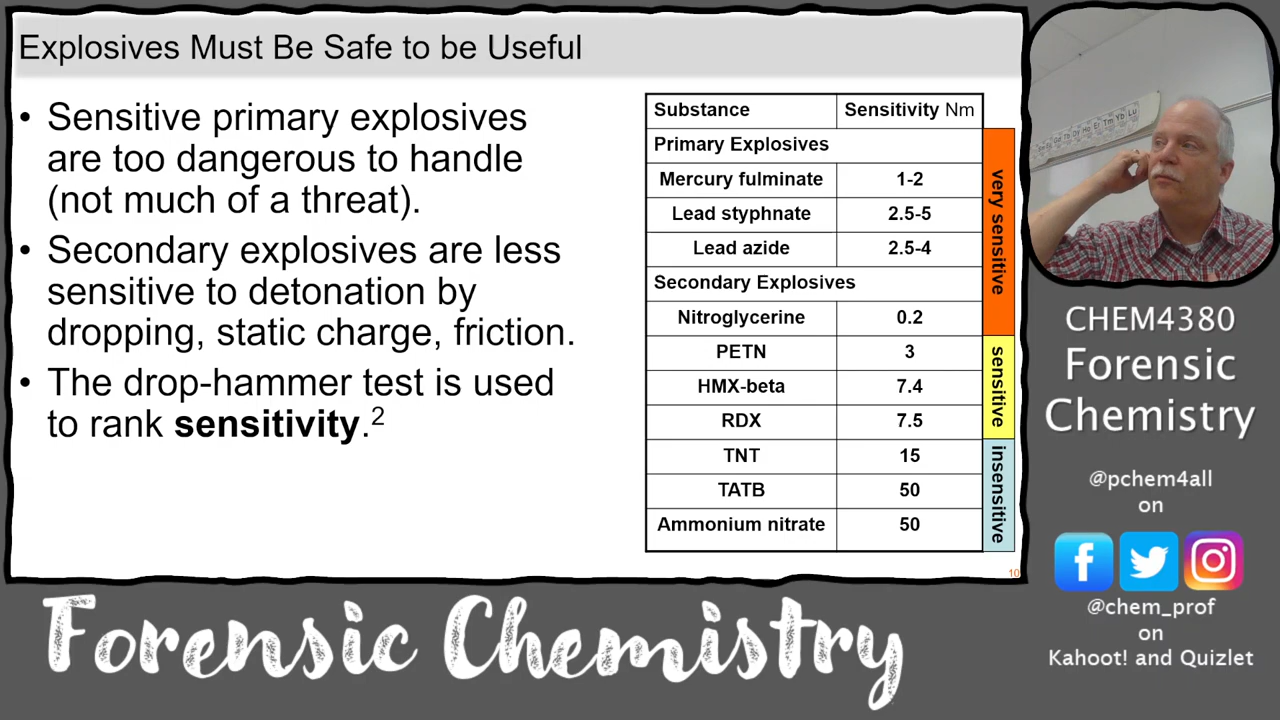 Explosives Must Be Safe to be Useful
• Sensitive primary explosives
are too dangerous to handle
(not much of a threat).
• Secondary explosives are less
sensitive to detonation by
dropping, static charge, friction.
• The drop-hammer test is used
to rank sensitivity.2
Substance Sensitivity Nm
Primary Explosives
Mercury fulminate 1-2
Lead styphnate 2.5-5
Lead azide 2.5-4
Secondary Explosives
Nitroglycerine 0.2
PETN 3
HMX-beta 7.4
RDX 7.5
TNT 15
TATB 50
Ammonium nitrate 50
very sensitive
sensitive
insensitive
10
Ho Er Tm Yb Lu
CHEM4380
Forensic
Chemistry
@pchem4all
on
@chem_prof
on
Kahoot! and Quizlet
Forensic Chemistry